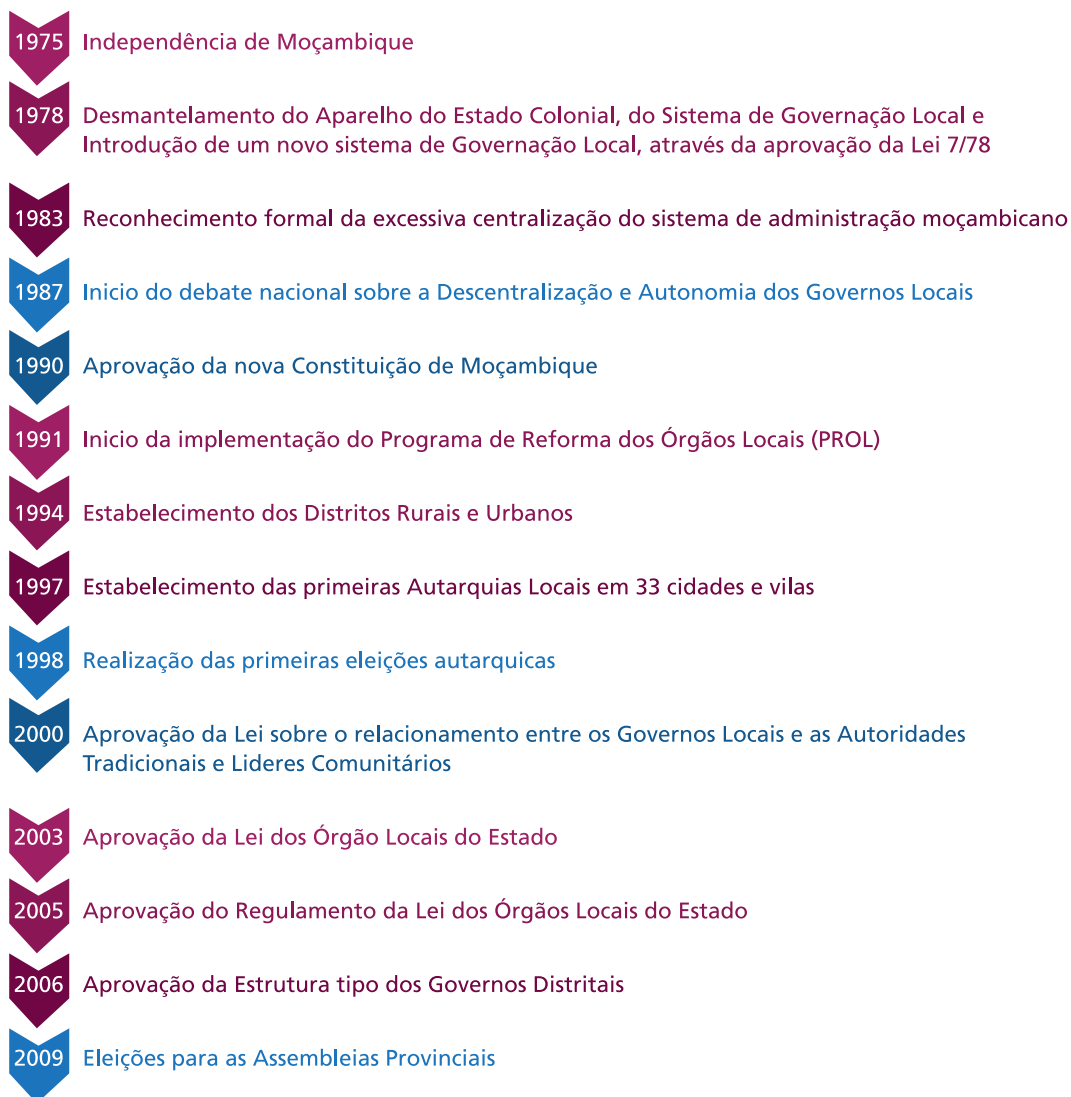 1975 Independência de Moçambique
1978 Desmantelamento do Aparelho do Estado Colonial, do Sistema de Governação Local e
Introdução de um novo sistema de Governação Local, através da aprovação da Lei 7/78
1983 Reconhecimento formal da excessiva centralização do sistema de administração moçambicano
1987 Inicio do debate nacional sobre a Descentralização e Autonomia dos Governos Locais
1990 Aprovação da nova Constituição de Moçambique
1991 Inicio da implementação do Programa de Reforma dos Órgãos Locais (PROL)
1994 Estabelecimento dos Distritos Rurais e Urbanos
1997 Estabelecimento das primeiras Autarquias Locais em 33 cidades e vilas
1998 Realização das primeiras eleições autarquicas
2000 Aprovação da Lei sobre o relacionamento entre os Governos Locais e as Autoridades
Tradicionais e Lideres Comunitários
2003 Aprovação da Lei dos Órgão Locais do Estado
2005 Aprovação do Regulamento da Lei dos Órgãos Locais do Estado
2006 Aprovação da Estrutura tipo dos Governos Distritais
2009 Eleições para as Assembleias Provinciais